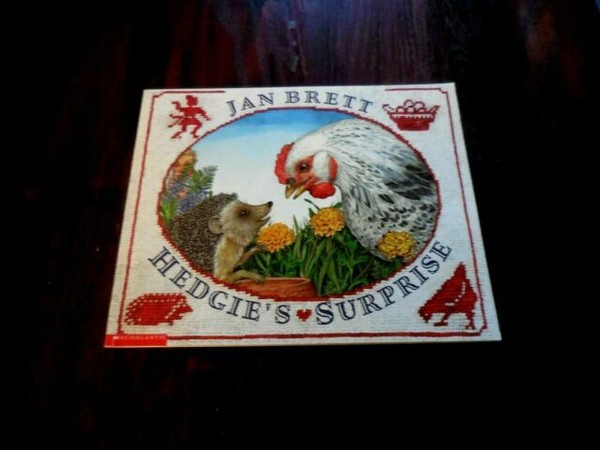 JAN BRETT
HEDGIE'S ♥ SURPRISE
SCHOLASTIC